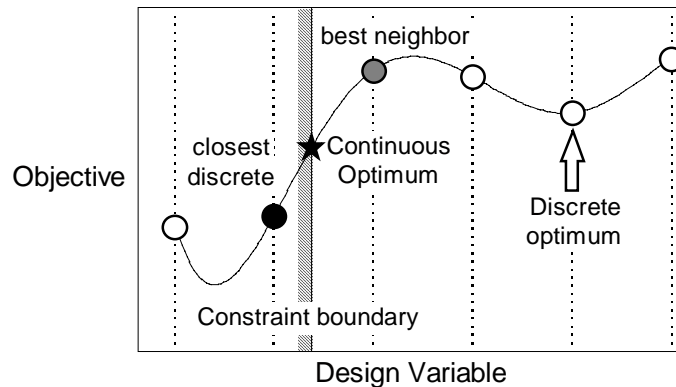 best neighbor
closest
discrete
Continuous
Optimum
Objective
Discrete
optimum
Constraint boundary
Design Variable